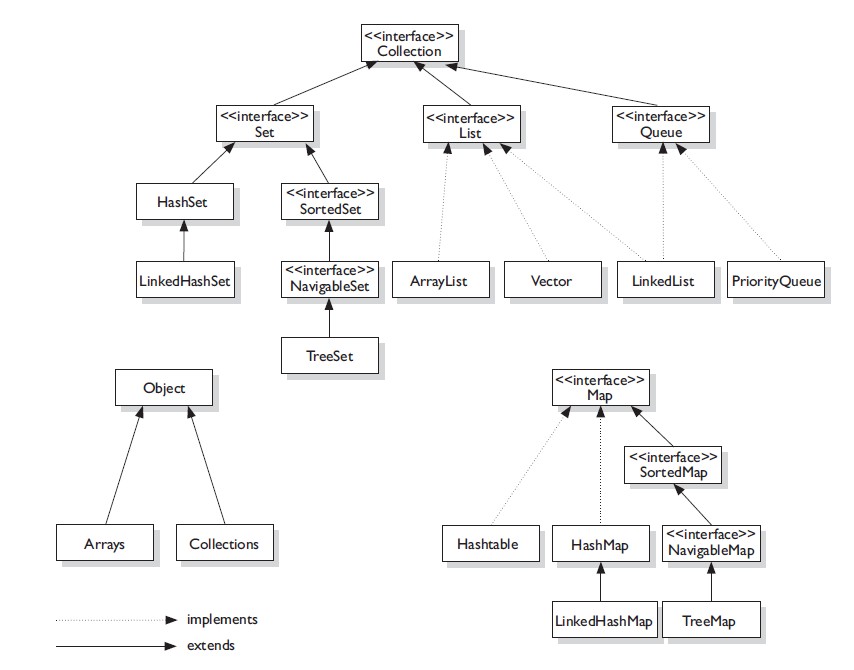 <<interface>>
Collection
<<interface>>
Set
<<interface>>
List
<<interface>>
Queue
HashSet
<<interface>>
SortedSet
LinkedHashSet
<<interface>>
NavigableSet
ArrayList
Vector
LinkedList
PriorityQueue
TreeSet
Object
<<interface>>
Map
<<interface>>
SortedMap
Arrays
Collections
Hashtable
HashMap
<<interface>>
NavigableMap
LinkedHashMap
TreeMap
implements
extends